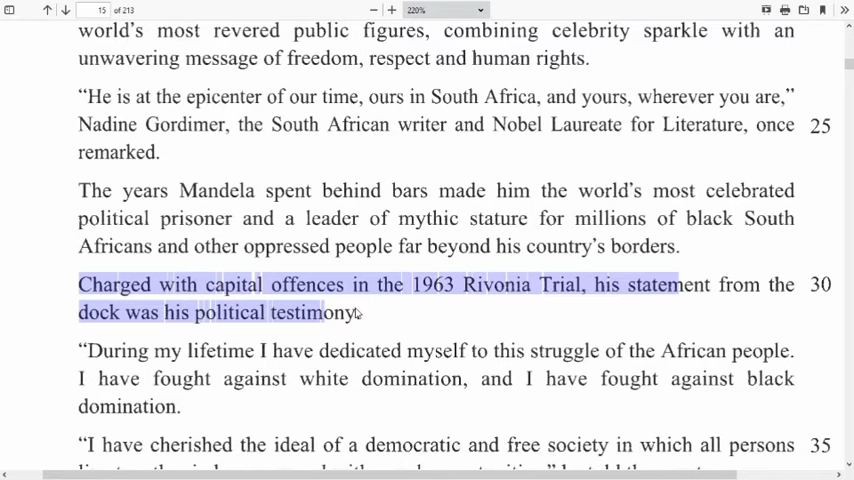 15 of 213
220%
world's most revered public figures, combining celebrity sparkle with an
unwavering message of freedom, respect and human rights.
“He is at the epicenter of our time, ours in South Africa, and yours, wherever you are,”
Nadine Gordimer, the South African writer and Nobel Laureate for Literature, once 25
remarked.
The years Mandela spent behind bars made him the world's most celebrated
political prisoner and a leader of mythic stature for millions of black South
Africans and other oppressed people far beyond his country's borders.
Charged with capital offences in the 1963 Rivonia Trial, his statement from the 30
dock was his political testimony.
“During my lifetime I have dedicated myself to this struggle of the African people.
I have fought against white domination, and I have fought against black
domination.
“I have cherished the ideal of a democratic and free society in which all persons 35